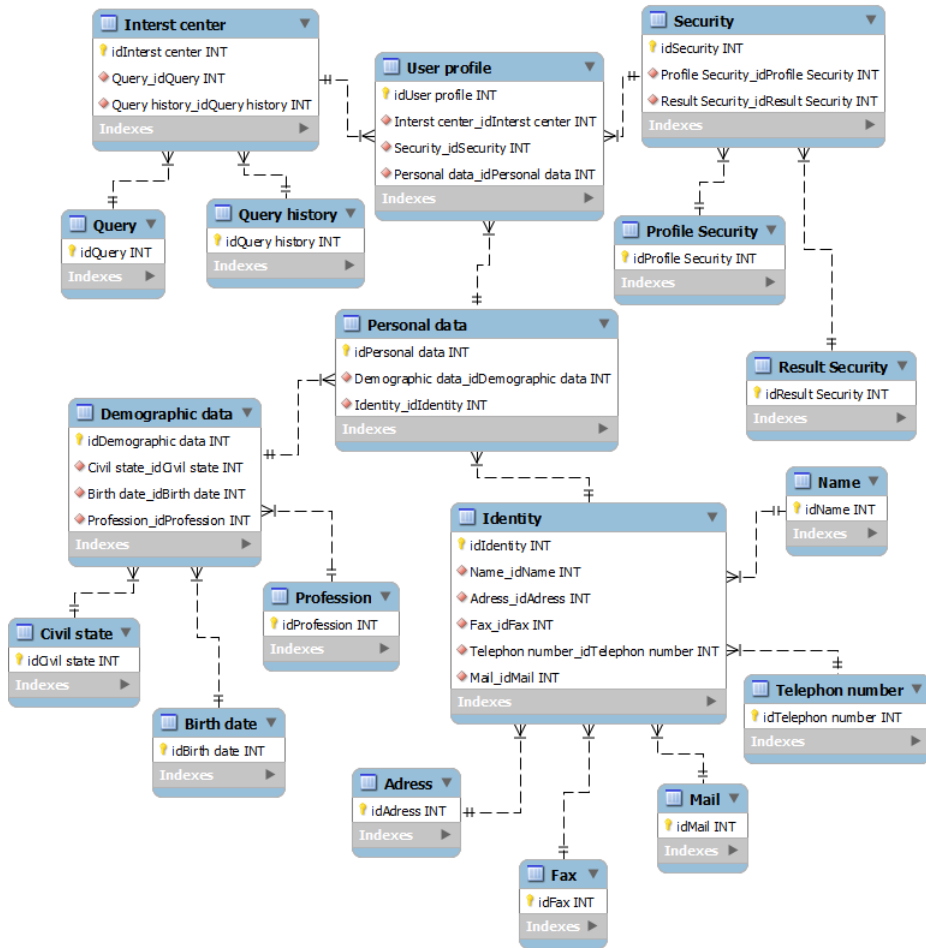 Interst center
idInterst center INT
Query_idQuery INT
Query history_idQuery history INT
Indexes
User profile
idUser profile INT
Interst center_idInterst center INT
Security_idSecurity INT
Personal data_idPersonal data INT
Indexes
Security
idSecurity INT
Profile Security_idProfile Security INT
Result Security_idResult Security INT
Indexes
Query
idQuery INT
Indexes
Query history
idQuery history INT
Indexes
Profile Security
idProfile Security INT
Indexes
Personal data
idPersonal data INT
Demographic data_idDemographic data INT
Identity_idIdentity INT
Indexes
Result Security
idResult Security INT
Indexes
Demographic data
idDemographic data INT
Civil state_idCivil state INT
Birth date_idBirth date INT
Profession_idProfession INT
Indexes
Identity
idIdentity INT
Name_idName INT
Adress_idAdress INT
Fax_idFax INT
Telephon number_idTelephon number INT
Mail_idMail INT
Indexes
Name
idName INT
Indexes
Profession
idProfession INT
Indexes
Civil state
idCivil state INT
Indexes
Birth date
idBirth date INT
Indexes
Telephon number
idTelephon number INT
Indexes
Adress
idAdress INT
Indexes
Mail
idMail INT
Indexes
Fax
idFax INT
Indexes